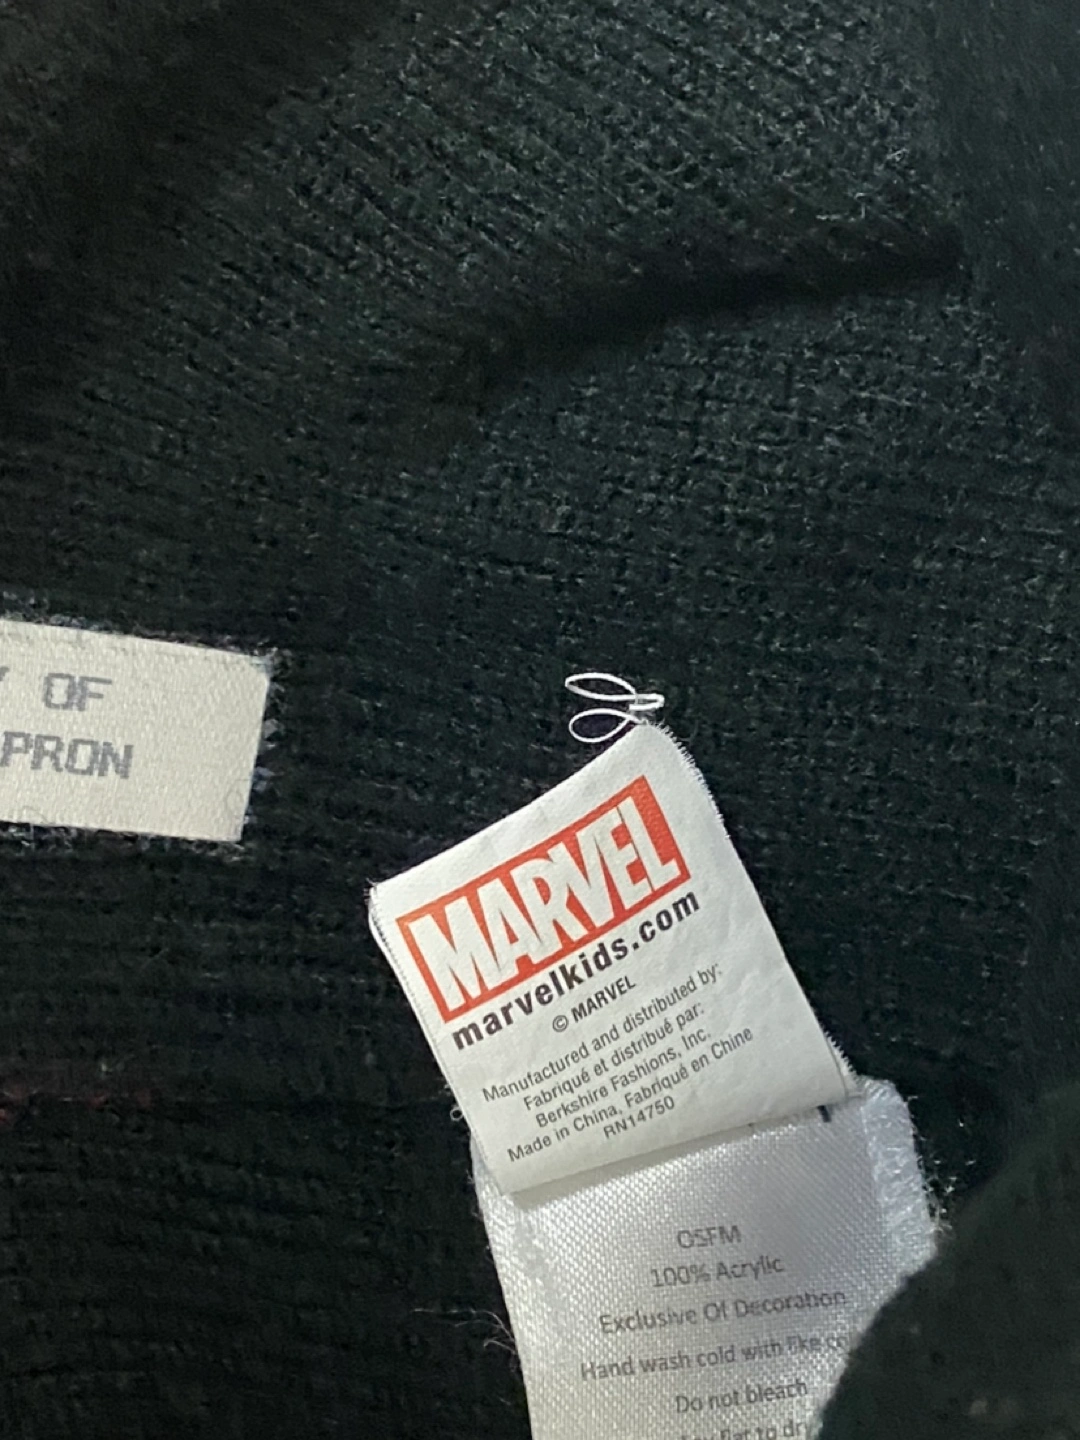 OF
PRON
MARVEL
marvelkids.com
© MARVEL
Manufactured and distributed by:
Fabriqué et distribué par:
Berkshire Fashions, Inc.
Made in China, Fabriqué en Chine
RN14750
OSFM
100% Acrylic
Exclusive Of Decoration
Hand wash cold with like
Do not bleach
flat to